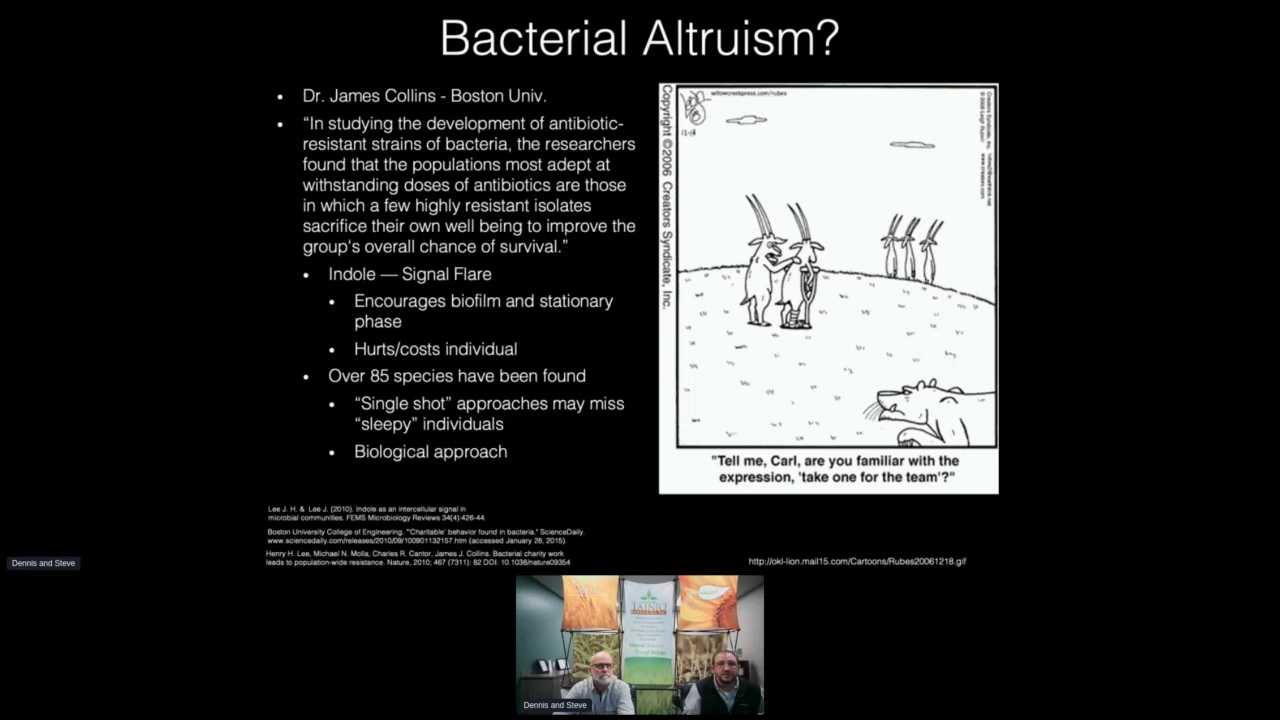 Bacterial Altruism?
• Dr. James Collins - Boston Univ.
• “In studying the development of antibiotic-
resistant strains of bacteria, the researchers
found that the populations most adept at
withstanding doses of antibiotics are those
in which a few highly resistant isolates
sacrifice their own well being to improve the
group's overall chance of survival.”
• Indole — Signal Flare
• Encourages biofilm and stationary
phase
• Hurts/costs individual
• Over 85 species have been found
• “Single shot” approaches may miss
“sleepy” individuals
• Biological approach
Lee J. H. & Lee J. (2010). Indole as an intercellular signal in
microbial communities. FEMS Microbiology Reviews 34(4):426-44.
Boston University College of Engineering. "'Charitable' behavior found in bacteria." ScienceDaily.
www.sciencedaily.com/releases/2010/09/100901132157.htm (accessed January 28, 2015).
Henry H. Lee, Michael N. Molla, Charles R. Cantor, James J. Collins. Bacterial charity work
leads to population-wide resistance. Nature, 2010; 467 (7311): 82 DOI: 10.1038/nature09354
Copyright ©2006 Creators Syndicate, Inc.
willowcreekpress.com/rubes
12-18
"Tell me, Carl, are you familiar with the
expression, 'take one for the team'?"
http://okl-lion.mail15.com/Cartoons/Rubes20061218.gif
Dennis and Steve
Dennis and Steve